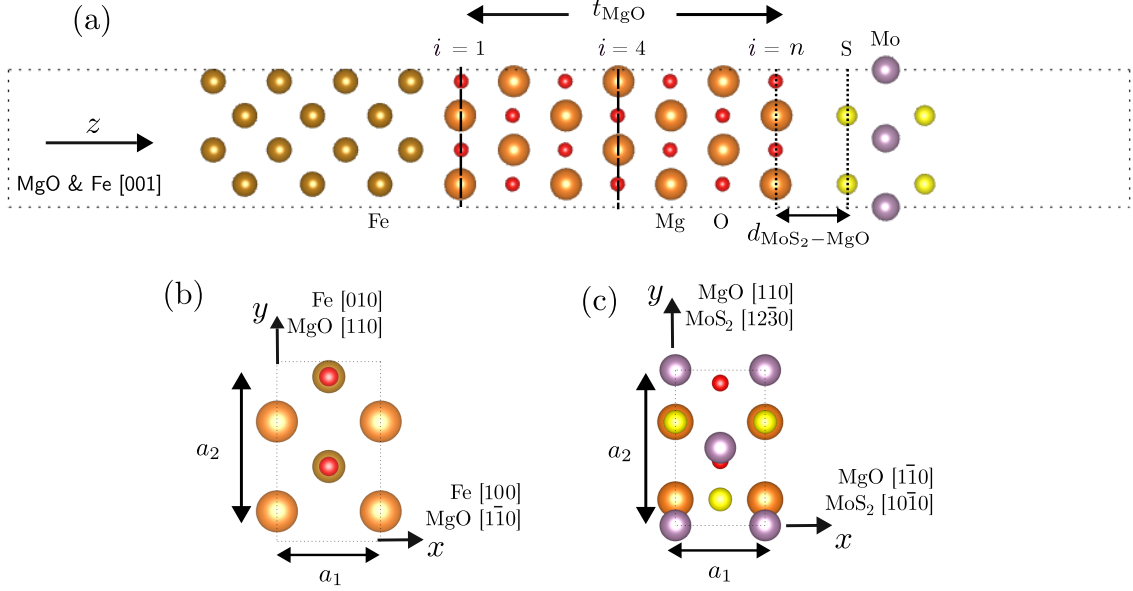 (a)
t_MgO
i = 1
i = 4
i = n
S
Mo
z
MgO & Fe [001]
Fe
Mg
O
d_MoS₂−MgO
(b)
y
Fe [010]
MgO [110]
a₂
Fe [100]
MgO [11̄0]
x
a₁
(c)
y
MgO [110]
MoS₂ [123̄0]
a₂
MgO [11̄0]
MoS₂ [101̄0]
x
a₁